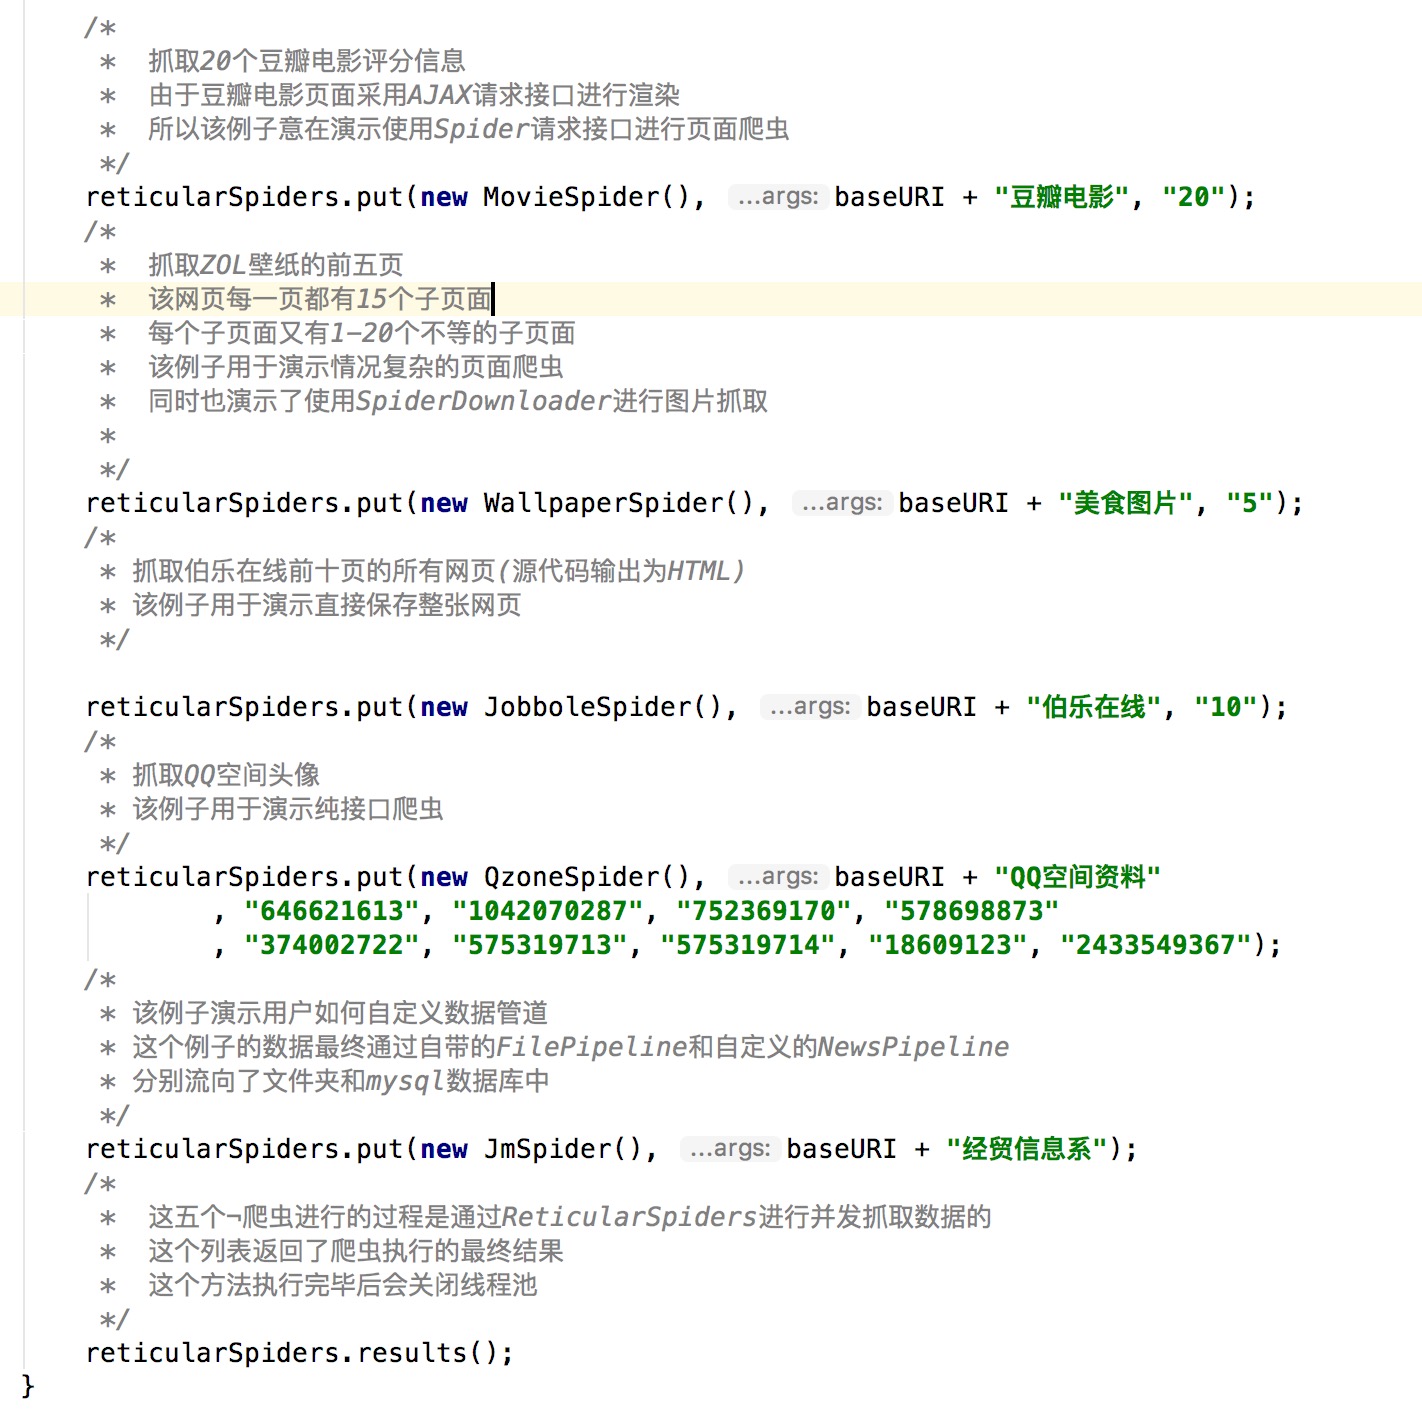 /*
 *  抓取20个豆瓣电影评分信息
 *  由于豆瓣电影页面采用AJAX请求接口进行渲染
 *  所以该例子意在演示使用Spider请求接口进行页面爬虫
 */
reticularSpiders.put(new MovieSpider(), ...args: baseURI + "豆瓣电影", "20");
/*
 *  抓取ZOL壁纸的前五页
 *  该网页每一页都有15个子页面
 *  每个子页面又有1-20个不等的子页面
 *  该例子用于演示情况复杂的页面爬虫
 *  同时也演示了使用SpiderDownloader进行图片抓取
 *
 */
reticularSpiders.put(new WallpaperSpider(), ...args: baseURI + "美食图片", "5");
/*
 * 抓取伯乐在线前十页的所有网页(源代码输出为HTML)
 * 该例子用于演示直接保存整张网页
 */
reticularSpiders.put(new JobboleSpider(), ...args: baseURI + "伯乐在线", "10");
/*
 * 抓取QQ空间头像
 * 该例子用于演示纯接口爬虫
 */
reticularSpiders.put(new QzoneSpider(), ...args: baseURI + "QQ空间资料"
        , "646621613", "1042070287", "752369170", "578698873"
        , "374002722", "575319713", "575319714", "18609123", "2433549367");
/*
 * 该例子演示用户如何自定义数据管道
 * 这个例子的数据最终通过自带的FilePipeline和自定义的NewsPipeline
 * 分别流向了文件夹和mysql数据库中
 */
reticularSpiders.put(new JmSpider(), ...args: baseURI + "经贸信息系");
/*
 *  这五个¬爬虫进行的过程是通过ReticularSpiders进行并发抓取数据的
 *  这个列表返回了爬虫执行的最终结果
 *  这个方法执行完毕后会关闭线程池
 */
reticularSpiders.results();
}